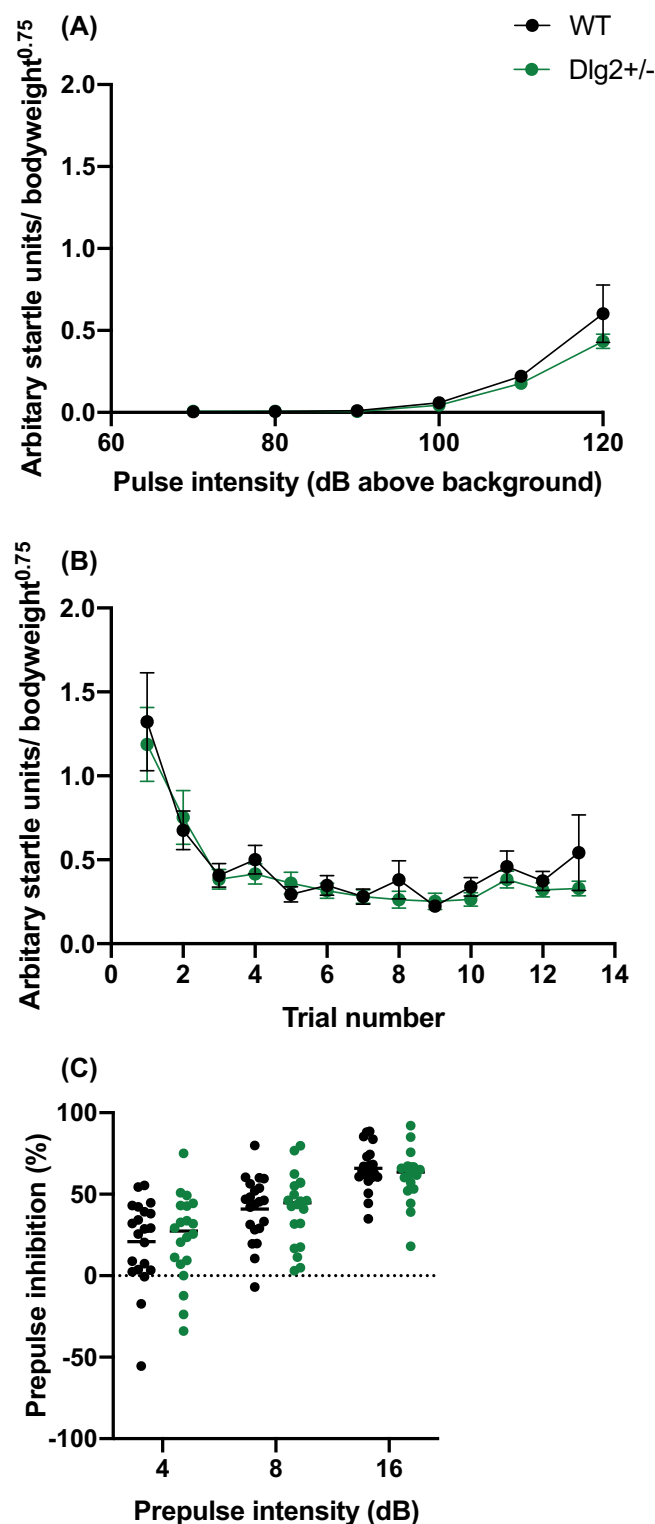 (A)
WT
Dlg2+/-
Arbitary startle units/ bodyweight0.75
2.0
1.5
1.0
0.5
0.0
60 80 100 120
Pulse intensity (dB above background)
(B)
Arbitary startle units/ bodyweight0.75
2.0
1.5
1.0
0.5
0.0
0 2 4 6 8 10 12 14
Trial number
(C)
Prepulse inhibition (%)
100
50
0
-50
-100
4 8 16
Prepulse intensity (dB)